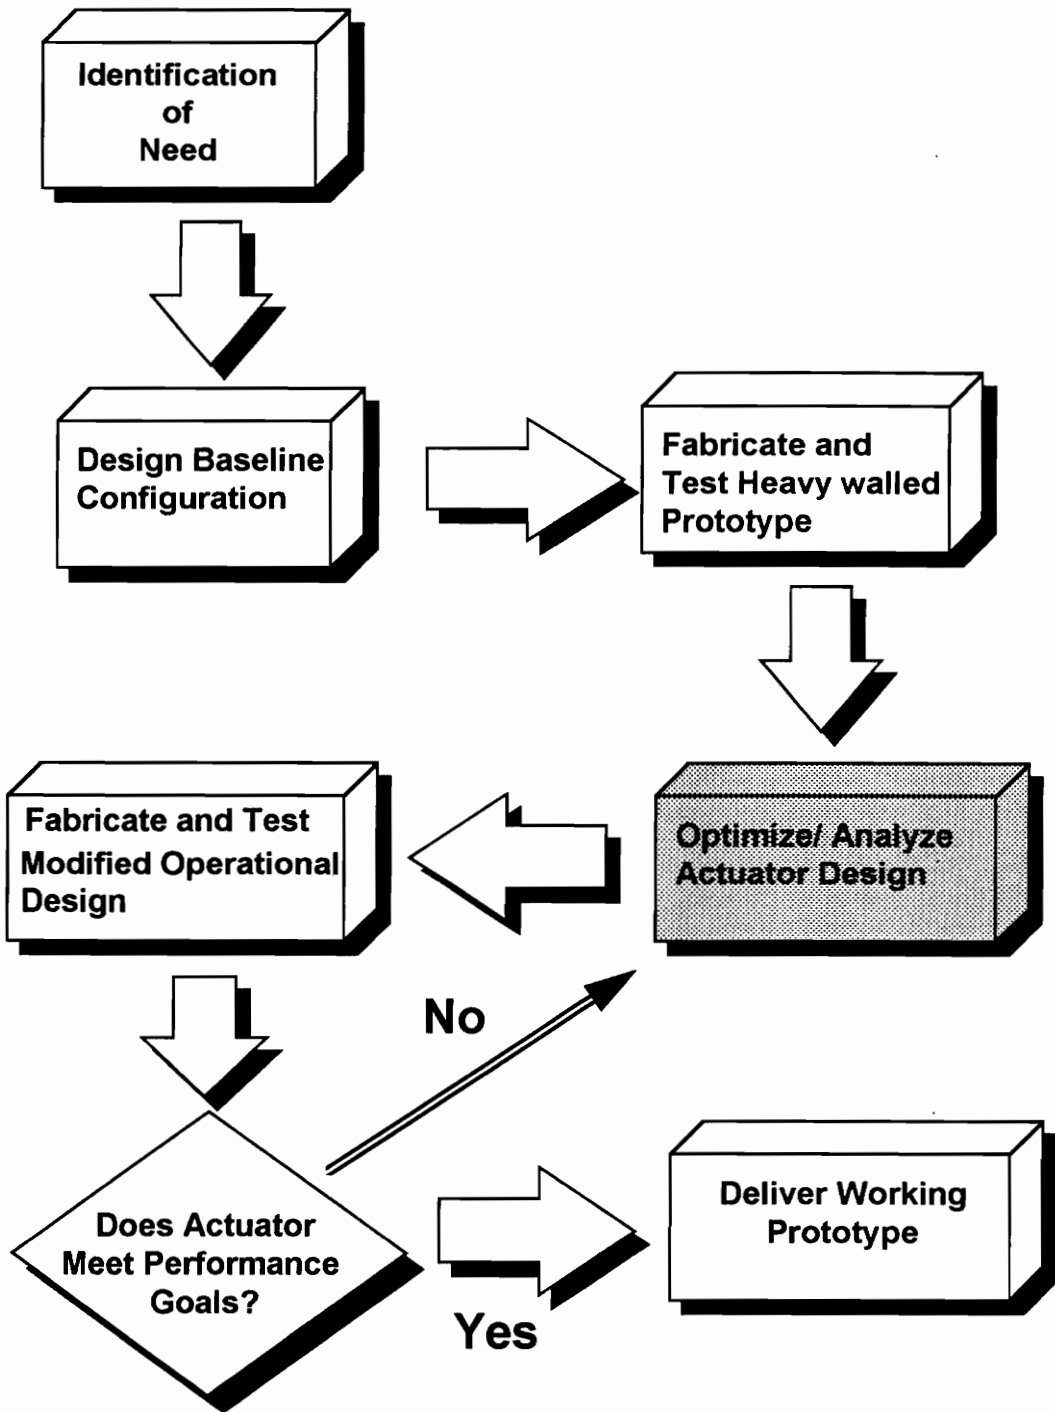 Identification
of
Need
Design Baseline
Configuration
Fabricate and
Test Heavy walled
Prototype
Optimize/ Analyze
Actuator Design
Fabricate and Test
Modified Operational
Design
No
Does Actuator
Meet Performance
Goals?
Yes
Deliver Working
Prototype